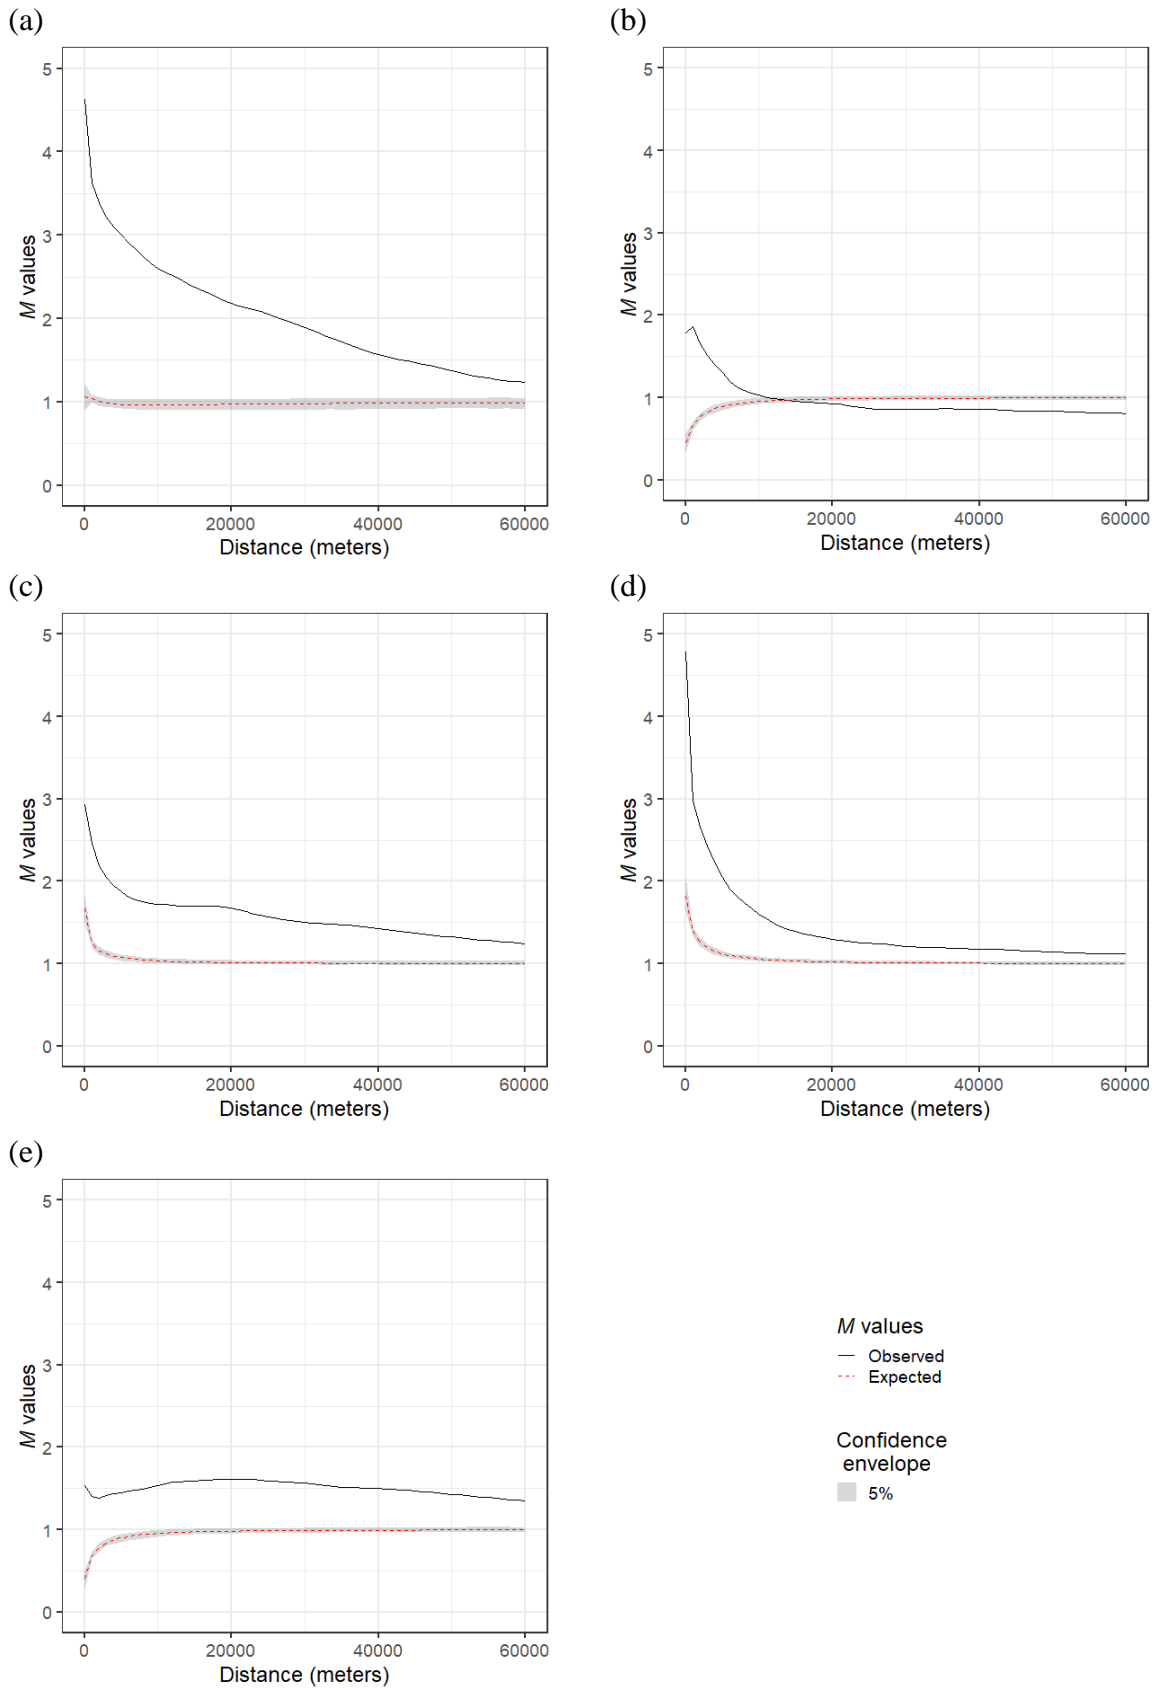 (a)
5
4
3
2
1
0
M values
0 20000 40000 60000
Distance (meters)
(b)
5
4
3
2
1
0
M values
0 20000 40000 60000
Distance (meters)
(c)
5
4
3
2
1
0
M values
0 20000 40000 60000
Distance (meters)
(d)
5
4
3
2
1
0
M values
0 20000 40000 60000
Distance (meters)
(e)
5
4
3
2
1
0
M values
0 20000 40000 60000
Distance (meters)
M values
Observed
Expected
Confidence
envelope
5%